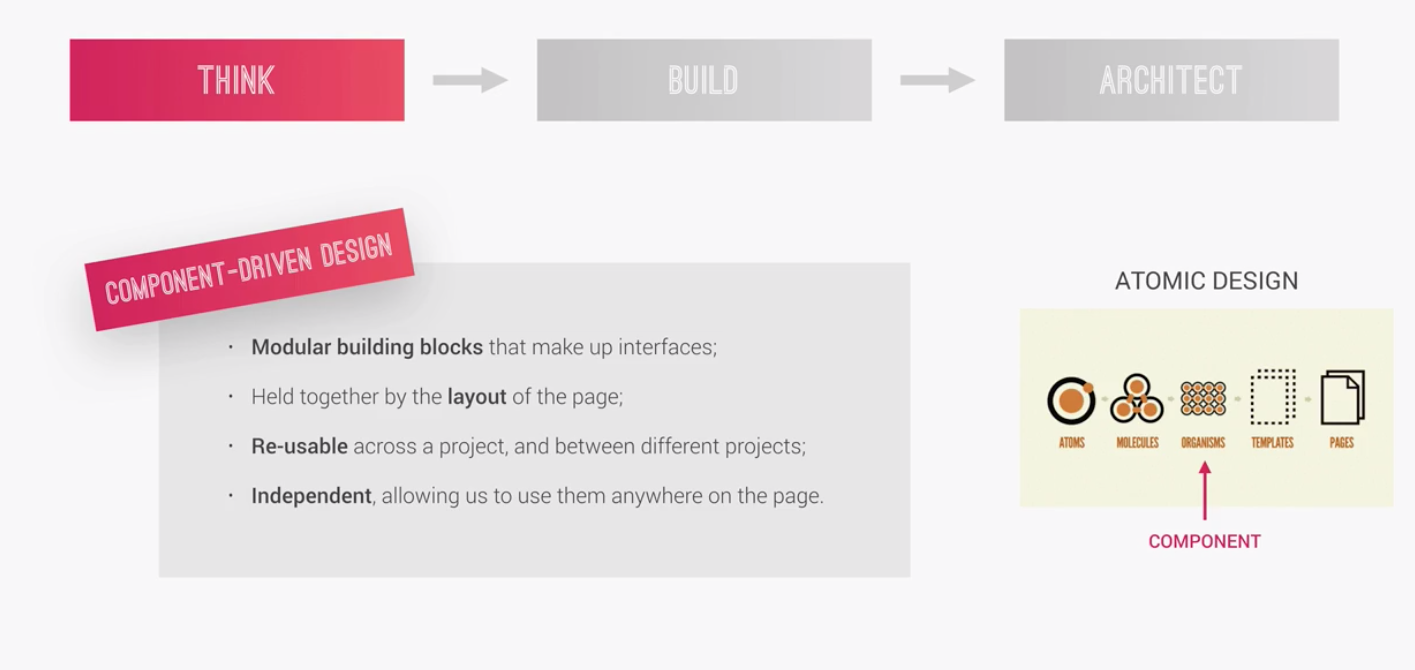 THINK
BUILD
ARCHITECT
COMPONENT-DRIVEN DESIGN
• Modular building blocks that make up interfaces;
• Held together by the layout of the page;
• Re-usable across a project, and between different projects;
• Independent, allowing us to use them anywhere on the page.
ATOMIC DESIGN
ATOMS MOLECULES ORGANISMS TEMPLATES PAGES
COMPONENT